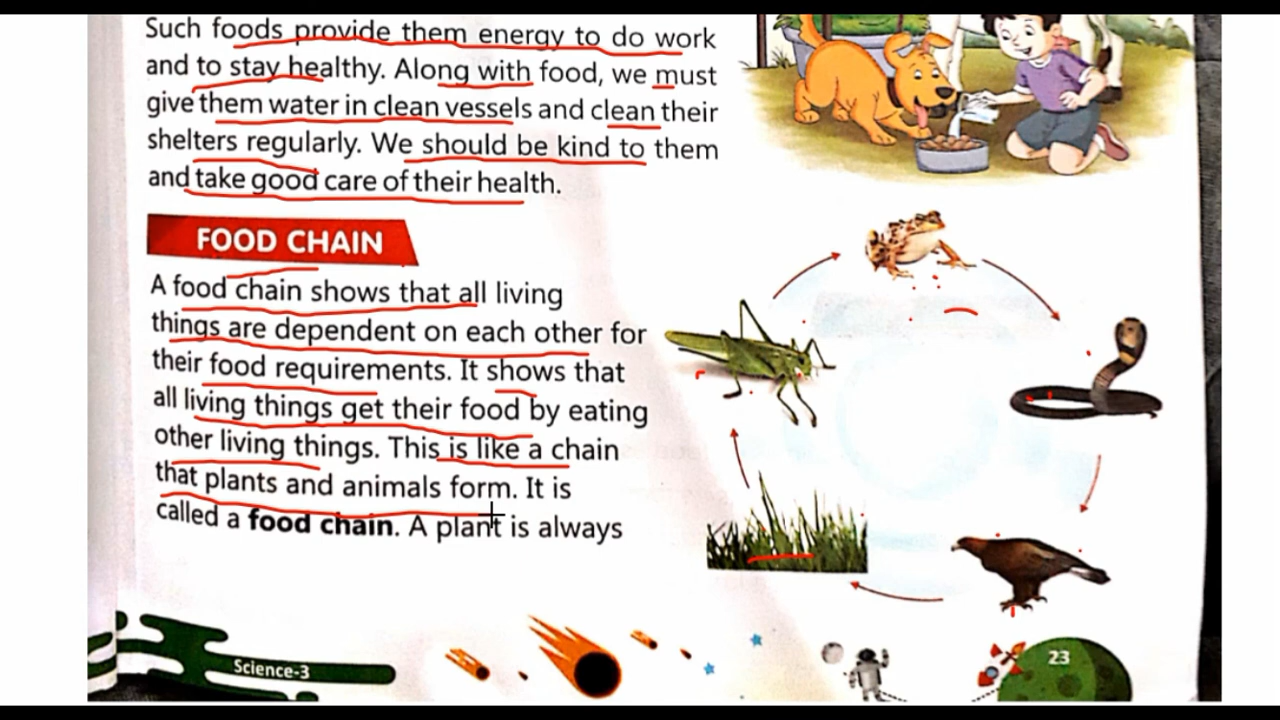 Such foods provide them energy to do work
and to stay healthy. Along with food, we must
give them water in clean vessels and clean their
shelters regularly. We should be kind to them
and take good care of their health.
FOOD CHAIN
A food chain shows that all living
things are dependent on each other for
their food requirements. It shows that
all living things get their food by eating
other living things. This is like a chain
that plants and animals form. It is
called a food chain. A plant is always
Science-3
23